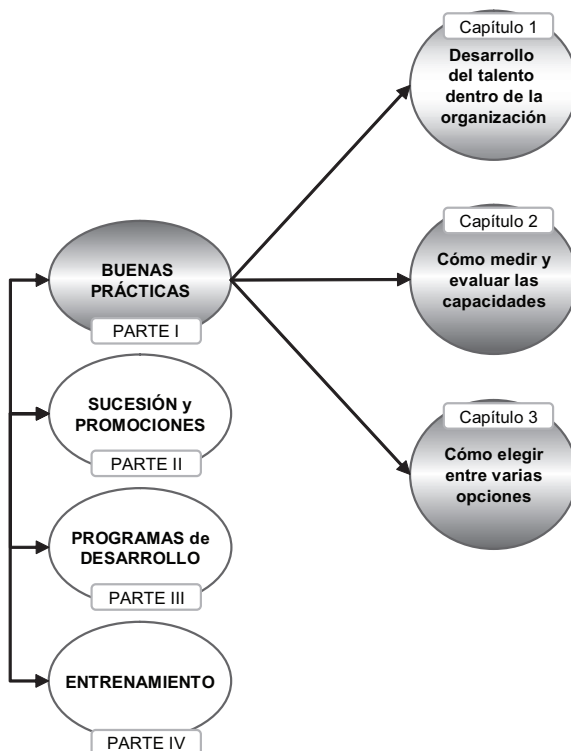 Capítulo 1
Desarrollo
del talento
dentro de la
organización
Capítulo 2
Cómo medir y
evaluar las
capacidades
Capítulo 3
Cómo elegir
entre varias
opciones
BUENAS
PRÁCTICAS
PARTE I
SUCESIÓN y
PROMOCIONES
PARTE II
PROGRAMAS de
DESARROLLO
PARTE III
ENTRENAMIENTO
PARTE IV